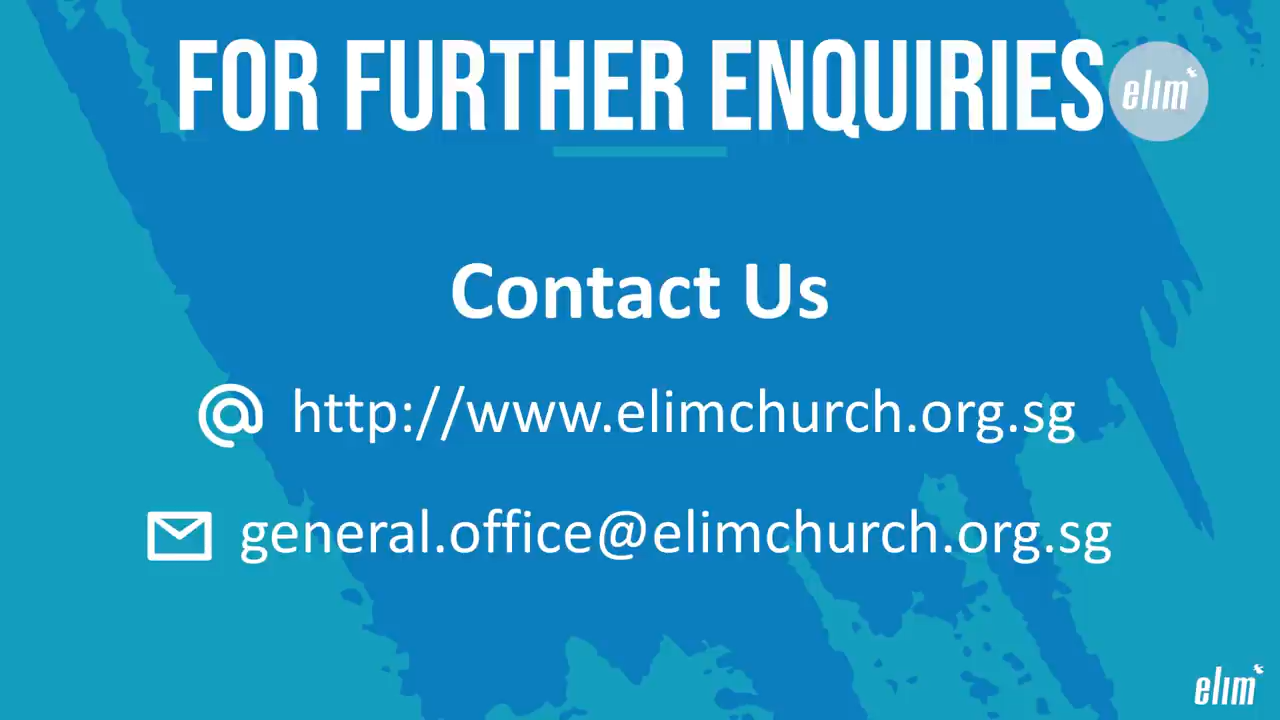 FOR FURTHER ENQUIRIES
elim
Contact Us
http://www.elimchurch.org.sg
general.office@elimchurch.org.sg
elim